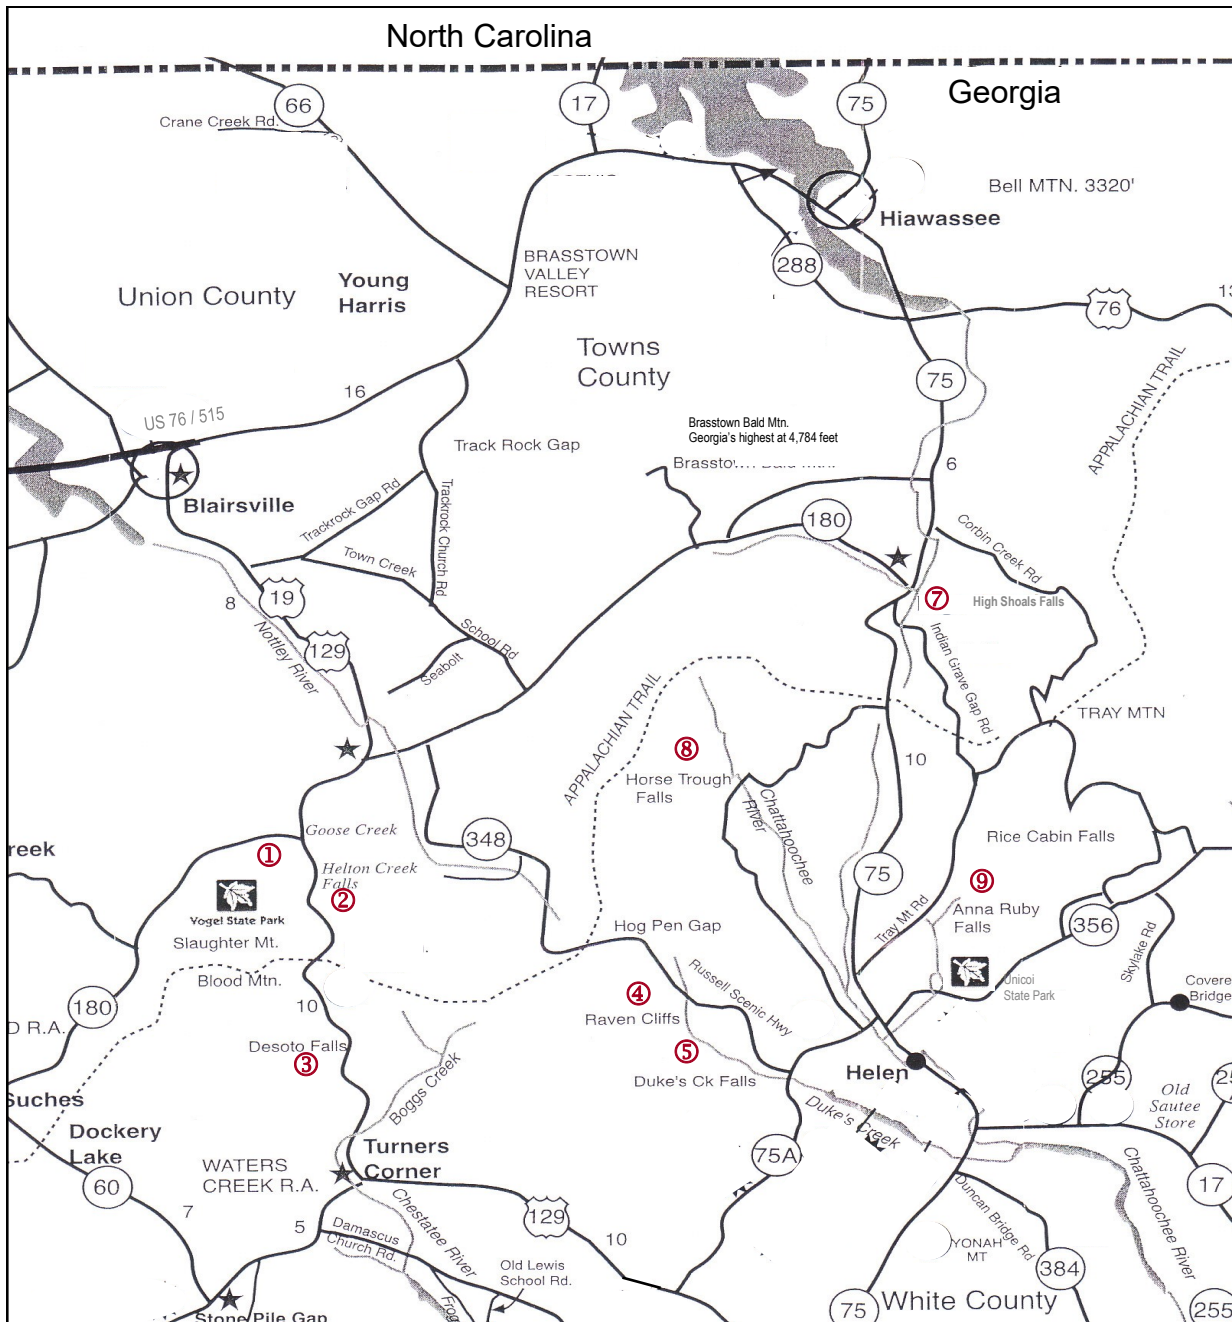 North Carolina
Georgia
66
17
75
Crane Creek Rd.
Bell MTN. 3320'
Hiawassee
BRASSTOWN
VALLEY
RESORT
288
Union County
Young
Harris
76
13
Towns
County
75
16
US 76 / 515
APPALACHIAN TRAIL
Brasstown Bald Mtn.
Georgia's highest at 4,784 feet
Track Rock Gap
6
Blairsville
Trackrock Gap Rd
Trackrock Church Rd
180
Corbin Creek Rd
Town Creek
19
8
⑦
High Shoals Falls
Nottley River
129
School Rd
Seabolt
Indian Grave Gap Rd
APPALACHIAN TRAIL
TRAY MTN
⑧
10
Horse Trough
Falls
Chattahoochee
River
Goose Creek
348
Rice Cabin Falls
reek
①
Helton Creek
Falls
②
75
⑨
Vogel State Park
Anna Ruby
Falls
Tray Mt Rd
356
Slaughter Mt.
Hog Pen Gap
Skylake Rd
Blood Mtn.
Russell Scenic Hwy
Unicoi
State Park
Covere
Bridge
180
10
④
Raven Cliffs
D R.A.
Desoto Falls
③
⑤
Duke's Ck Falls
Helen
255
25
Boggs Creek
Old
Sautee
Store
Suches
Duke's Creek
Dockery
Lake
Turners
Corner
75A
WATERS
CREEK R.A.
60
Chattahoochee River
17
7
5
Chestatee River
129
10
Duncan Bridge Rd
Damascus
Church Rd.
YONAH
MT
384
Old Lewis
School Rd.
Frog
75
White County
255
Stone Pile Gap